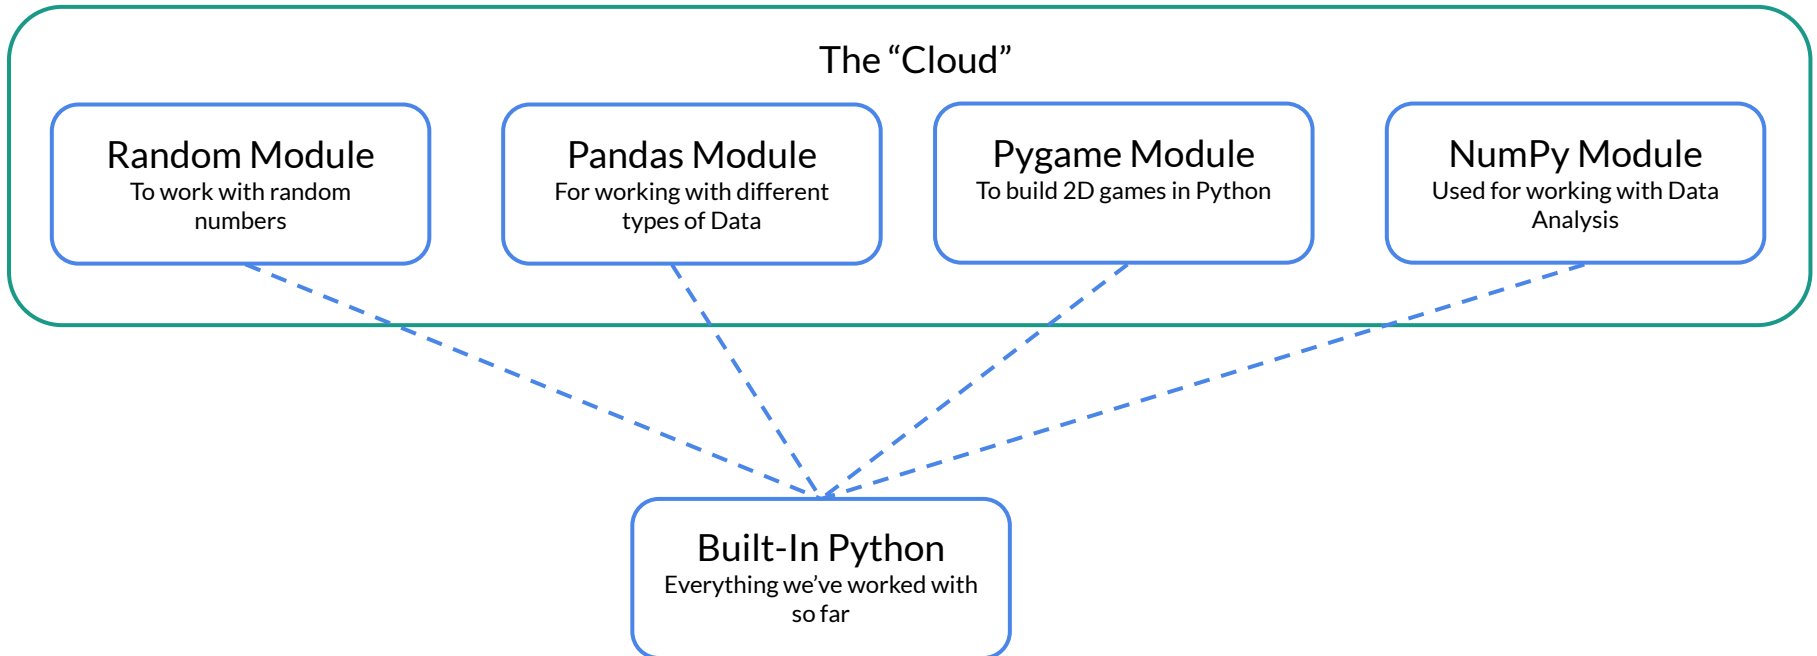 The “Cloud”
Random Module
To work with random
numbers
Pandas Module
For working with different
types of Data
Pygame Module
To build 2D games in Python
NumPy Module
Used for working with Data
Analysis
Built-In Python
Everything we’ve worked with
so far